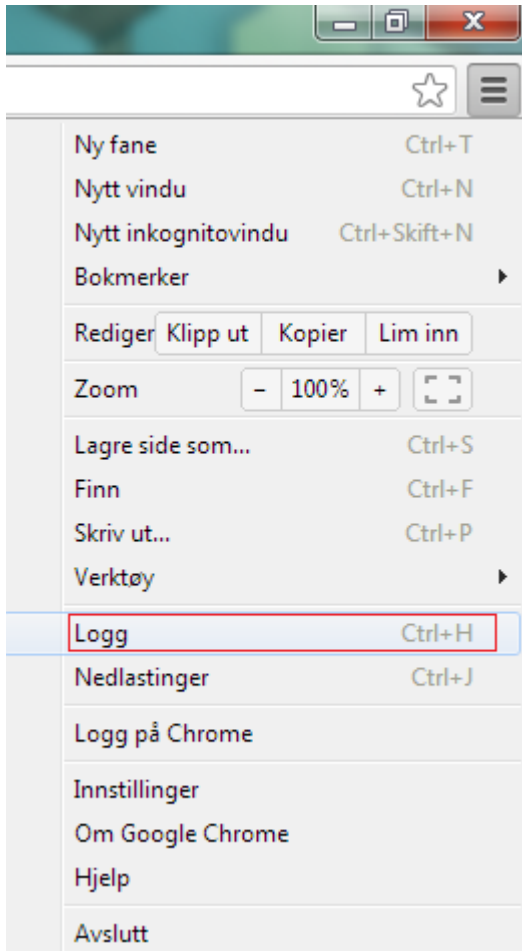 Ny fane Ctrl+T
Nytt vindu Ctrl+N
Nytt inkognitovindu Ctrl+Skift+N
Bokmerker
Rediger Klipp ut Kopier Lim inn
Zoom − 100% +
Lagre side som... Ctrl+S
Finn Ctrl+F
Skriv ut... Ctrl+P
Verktøy
Logg Ctrl+H
Nedlastinger Ctrl+J
Logg på Chrome
Innstillinger
Om Google Chrome
Hjelp
Avslutt